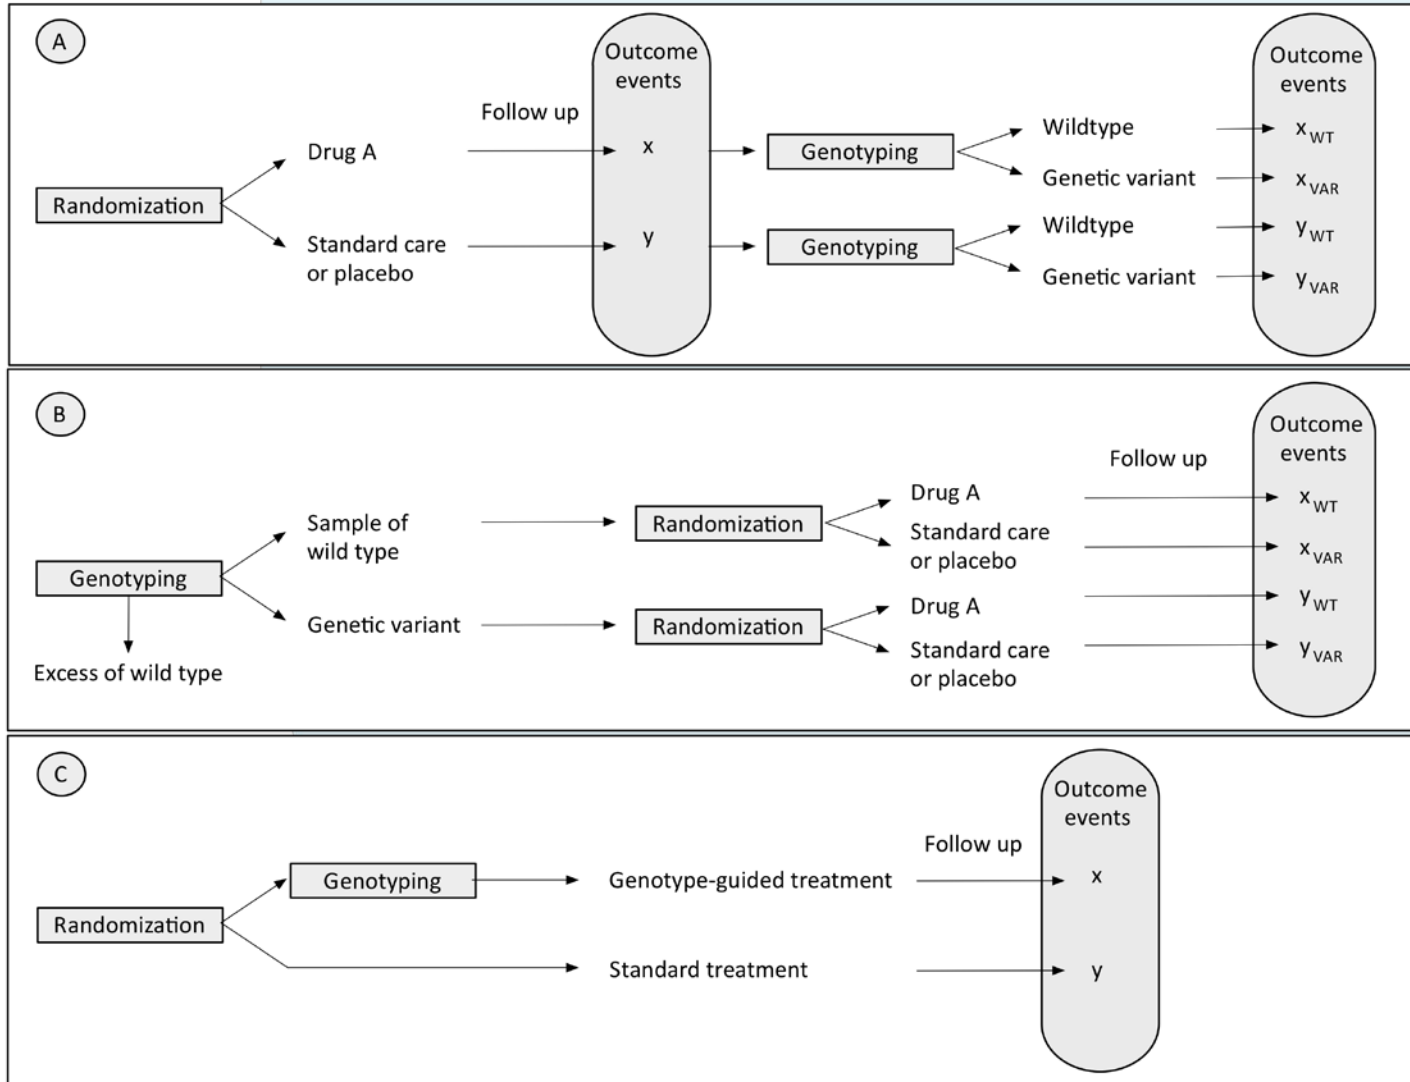 A
Randomization
Drug A
Standard care
or placebo
Follow up
Outcome
events
x
y
Genotyping
Genotyping
Wildtype
Genetic variant
Wildtype
Genetic variant
Outcome
events
x WT
x VAR
y WT
y VAR
B
Genotyping
Excess of wild type
Sample of
wild type
Genetic variant
Randomization
Randomization
Drug A
Standard care
or placebo
Drug A
Standard care
or placebo
Follow up
Outcome
events
x WT
x VAR
y WT
y VAR
C
Randomization
Genotyping
Genotype-guided treatment
Standard treatment
Follow up
Outcome
events
x
y